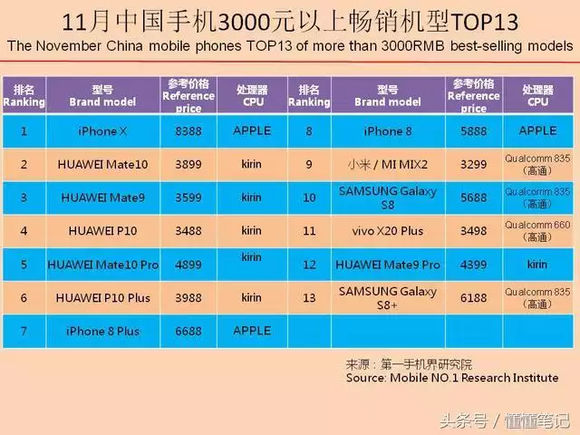 11月中国手机3000元以上畅销机型TOP13
The November China mobile phones TOP13 of more than 3000RMB best-selling models
排名 型号 参考价格 处理器 排名 型号 参考价格 处理器
Ranking Brand model Reference price CPU Ranking Brand model Reference price CPU
1 iPhone X 8388 APPLE 8 iPhone 8 5888 APPLE
2 HUAWEI Mate10 3899 kirin 9 小米/MI MIX2 3299 Qualcomm 835（高通）
3 HUAWEI Mate9 3599 kirin 10 SAMSUNG Galaxy S8 5688 Qualcomm 835（高通）
4 HUAWEI P10 3488 kirin 11 vivo X20 Plus 3498 Qualcomm 660（高通）
5 HUAWEI Mate10 Pro 4899 kirin 12 HUAWEI Mate9 Pro 4399 kirin
6 HUAWEI P10 Plus 3988 kirin 13 SAMSUNG Galaxy S8+ 6188 Qualcomm 835（高通）
7 iPhone 8 Plus 6688 APPLE
来源：第一手机界研究院
Source: Mobile NO.1 Research Institute
头条号/懂懂笔记